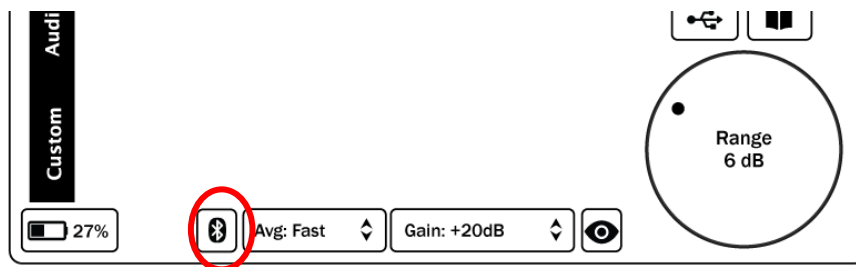 Audi
Custom
Range
6 dB
27%
Avg: Fast
Gain: +20dB